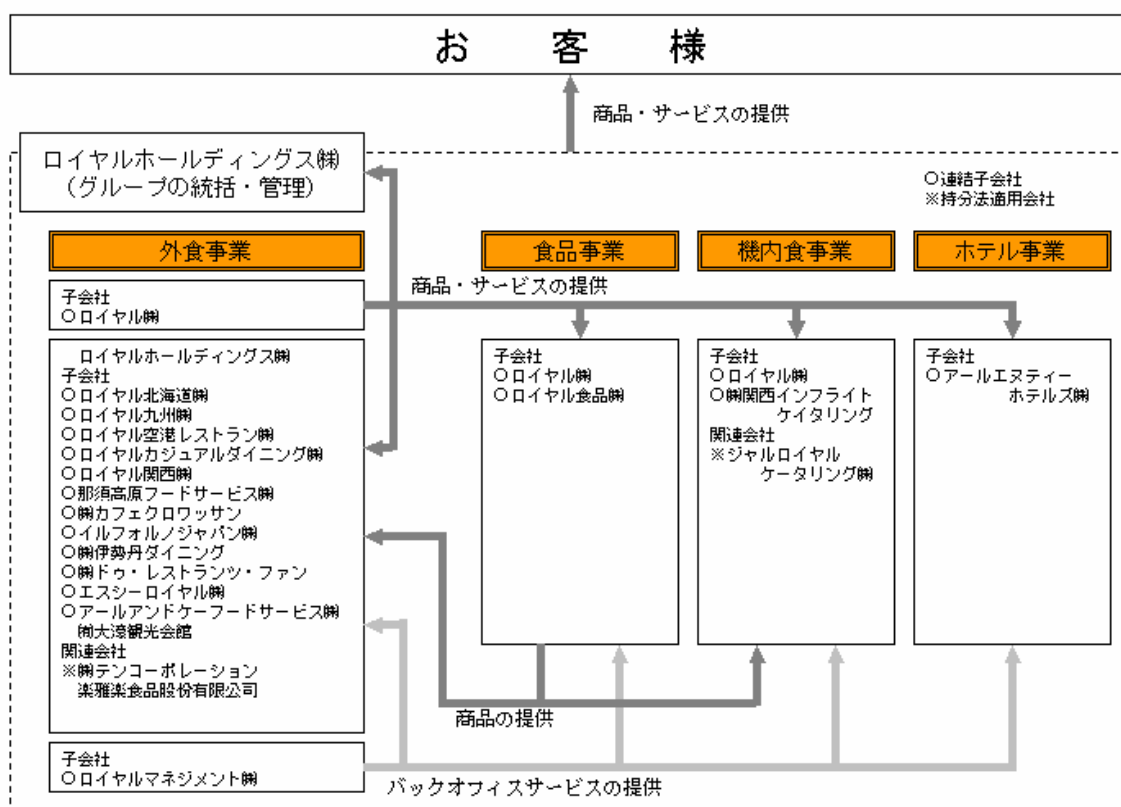 お 客 様
商品・サービスの提供
ロイヤルホールディングス㈱
(グループの統括・管理)
○連結子会社
※持分法適用会社
外食事業
食品事業
機内食事業
ホテル事業
商品・サービスの提供
子会社
○ロイヤル㈱
ロイヤルホールディングス㈱
子会社
○ロイヤル北海道㈱
○ロイヤル九州㈱
○ロイヤル空港レストラン㈱
○ロイヤルカジュアルダイニング㈱
○ロイヤル関西㈱
○那須高原フードサービス㈱
○㈱カフェクロワッサン
○イルフォルノジャパン㈱
○㈱伊勢丹ダイニング
○㈱ドゥ・レストランツ・ファン
○エスシーロイヤル㈱
○アールアンドケーフードサービス㈱
㈲大濠観光会館
関連会社
※㈱テンコーポレーション
楽雅楽食品股份有限公司
子会社
○ロイヤル㈱
○ロイヤル食品㈱
子会社
○ロイヤル㈱
○㈱関西インフライト
ケイタリング
関連会社
※ジャルロイヤル
ケータリング㈱
子会社
○アールエヌティー
ホテルズ㈱
商品の提供
子会社
○ロイヤルマネジメント㈱
バックオフィスサービスの提供